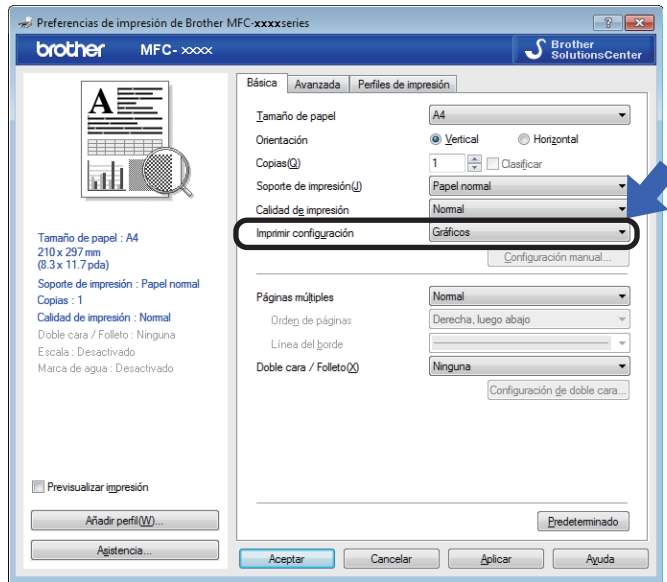 Preferencias de impresión de Brother MFC-xxxxseries
brother MFC- xxxx
Brother
SolutionsCenter
A
Tamaño de papel : A4
210 x 297 mm
(8.3 x 11.7 pda)
Soporte de impresión : Papel normal
Copias : 1
Calidad de impresión : Normal
Doble cara / Folleto : Ninguna
Escala : Desactivado
Marca de agua : Desactivado
Previsualizar impresión
Añadir perfil(W)...
Asistencia...
Básica Avanzada Perfiles de impresión
Tamaño de papel A4
Orientación Vertical Horizontal
Copias(Q) 1 Clasificar
Soporte de impresión(J) Papel normal
Calidad de impresión Normal
Imprimir configuración Gráficos
Configuración manual...
Páginas múltiples Normal
Orden de páginas Derecha, luego abajo
Línea del borde
Doble cara / Folleto(X) Ninguna
Configuración de doble cara...
Predeterminado
Aceptar Cancelar Aplicar Ayuda